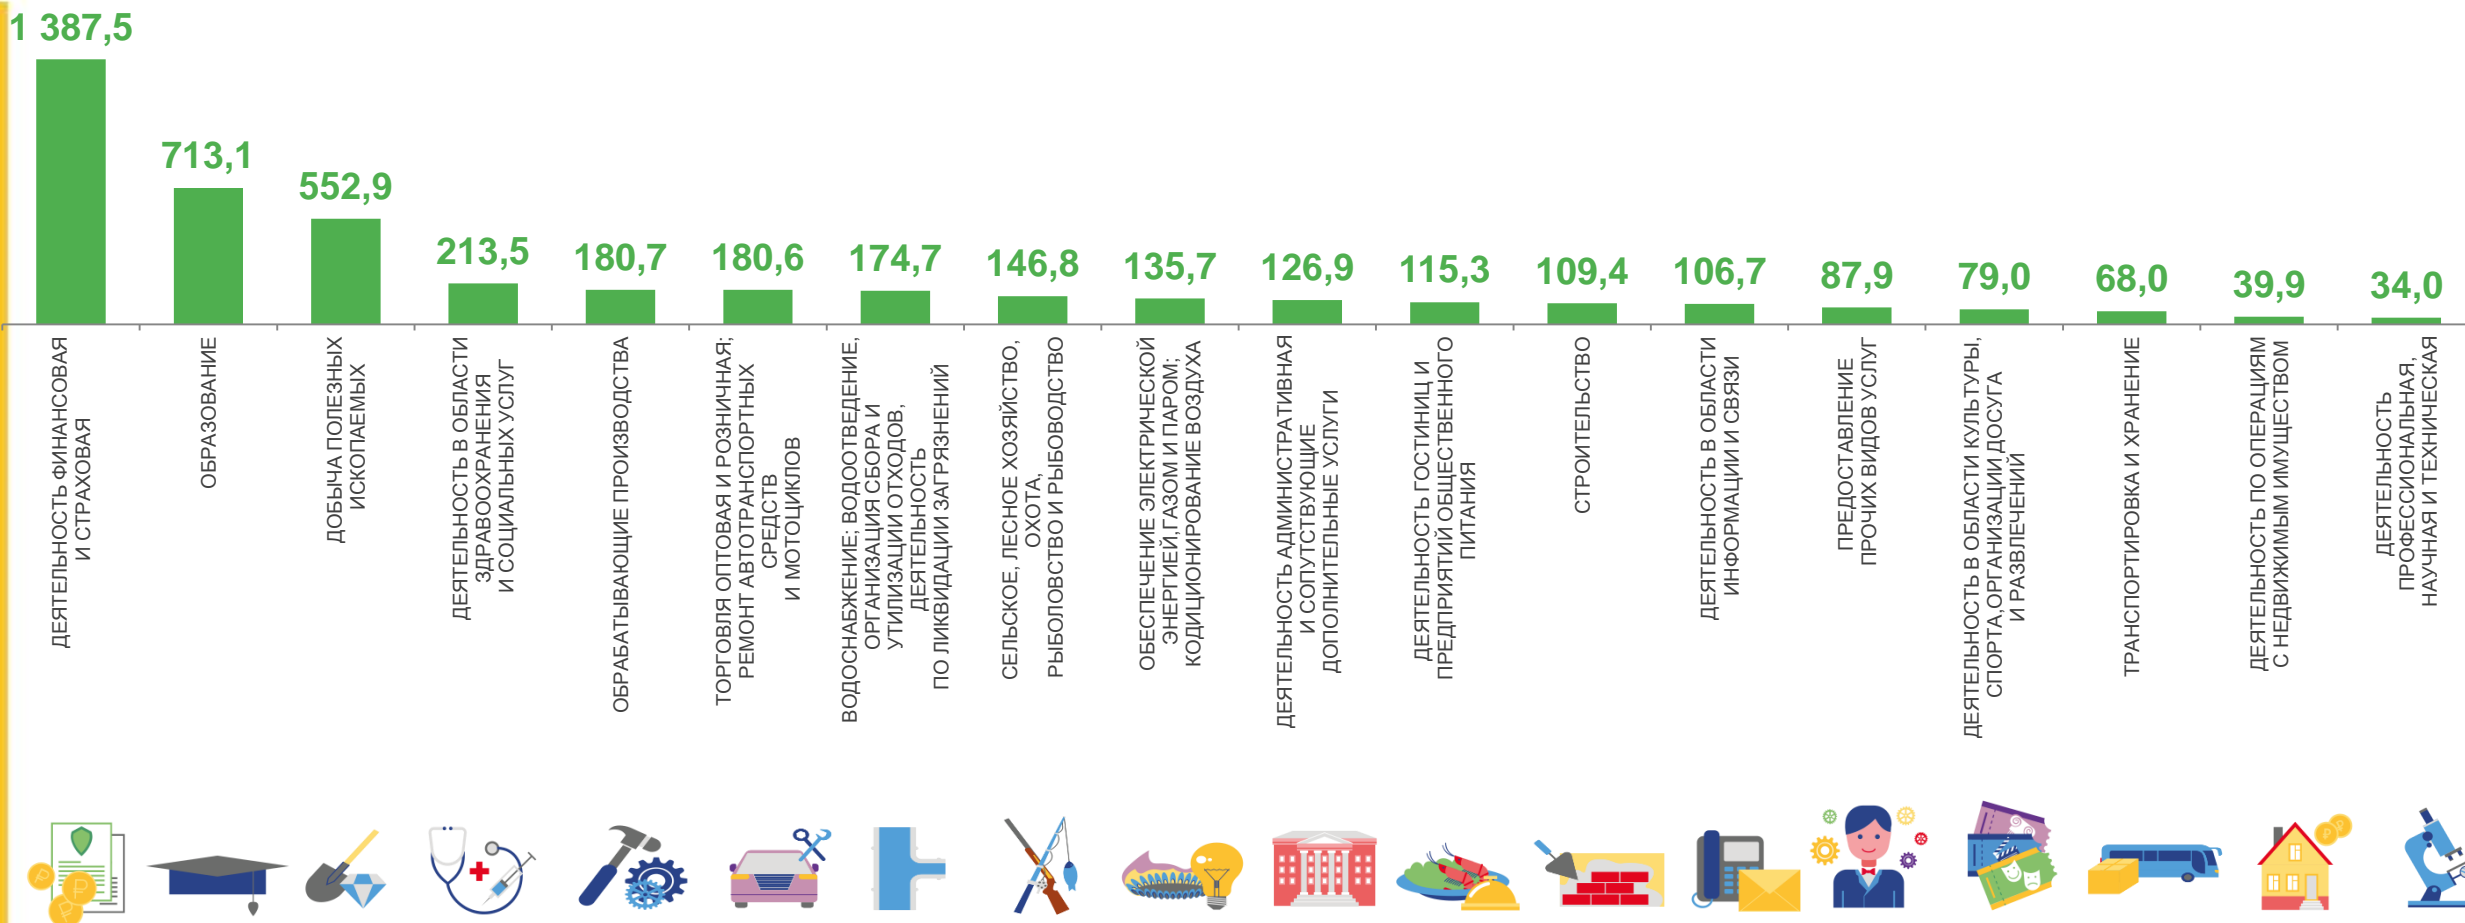 1 387,5
713,1
552,9
213,5
180,7
180,6
174,7
146,8
135,7
126,9
115,3
109,4
106,7
87,9
79,0
68,0
39,9
34,0
ДЕЯТЕЛЬНОСТЬ ФИНАНСОВАЯ
И СТРАХОВАЯ
ОБРАЗОВАНИЕ
ДОБЫЧА ПОЛЕЗНЫХ
ИСКОПАЕМЫХ
ДЕЯТЕЛЬНОСТЬ В ОБЛАСТИ
ЗДРАВООХРАНЕНИЯ
И СОЦИАЛЬНЫХ УСЛУГ
ОБРАБАТЫВАЮЩИЕ ПРОИЗВОДСТВА
ТОРГОВЛЯ ОПТОВАЯ И РОЗНИЧНАЯ;
РЕМОНТ АВТОТРАНСПОРТНЫХ
СРЕДСТВ
И МОТОЦИКЛОВ
ВОДОСНАБЖЕНИЕ; ВОДООТВЕДЕНИЕ,
ОРГАНИЗАЦИЯ СБОРА И
УТИЛИЗАЦИИ ОТХОДОВ,
ДЕЯТЕЛЬНОСТЬ
ПО ЛИКВИДАЦИИ ЗАГРЯЗНЕНИЙ
СЕЛЬСКОЕ, ЛЕСНОЕ ХОЗЯЙСТВО,
ОХОТА,
РЫБОЛОВСТВО И РЫБОВОДСТВО
ОБЕСПЕЧЕНИЕ ЭЛЕКТРИЧЕСКОЙ
ЭНЕРГИЕЙ,ГАЗОМ И ПАРОМ;
КОДИЦИОНИРОВАНИЕ ВОЗДУХА
ДЕЯТЕЛЬНОСТЬ АДМИНИСТРАТИВНАЯ
И СОПУТСТВУЮЩИЕ
ДОПОЛНИТЕЛЬНЫЕ УСЛУГИ
ДЕЯТЕЛЬНОСТЬ ГОСТИНИЦ И
ПРЕДПРИЯТИЙ ОБЩЕСТВЕННОГО
ПИТАНИЯ
СТРОИТЕЛЬСТВО
ДЕЯТЕЛЬНОСТЬ В ОБЛАСТИ
ИНФОРМАЦИИ И СВЯЗИ
ПРЕДОСТАВЛЕНИЕ
ПРОЧИХ ВИДОВ УСЛУГ
ДЕЯТЕЛЬНОСТЬ В ОБЛАСТИ КУЛЬТУРЫ,
СПОРТА,ОРГАНИЗАЦИИ ДОСУГА
И РАЗВЛЕЧЕНИЙ
ТРАНСПОРТИРОВКА И ХРАНЕНИЕ
ДЕЯТЕЛЬНОСТЬ ПО ОПЕРАЦИЯМ
С НЕДВИЖИМЫМ ИМУЩЕСТВОМ
ДЕЯТЕЛЬНОСТЬ
ПРОФЕССИОНАЛЬНАЯ,
НАУЧНАЯ И ТЕХНИЧЕСКАЯ